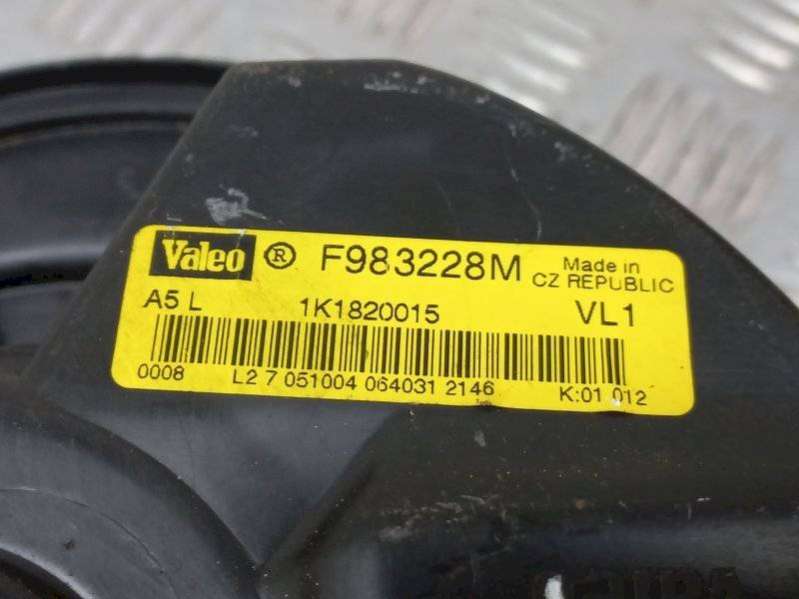 Valeo ® F983228M Made in
CZ REPUBLIC
A5 L 1K1820015 VL1
0008 L2 7 051004 064031 2146 K:01 012